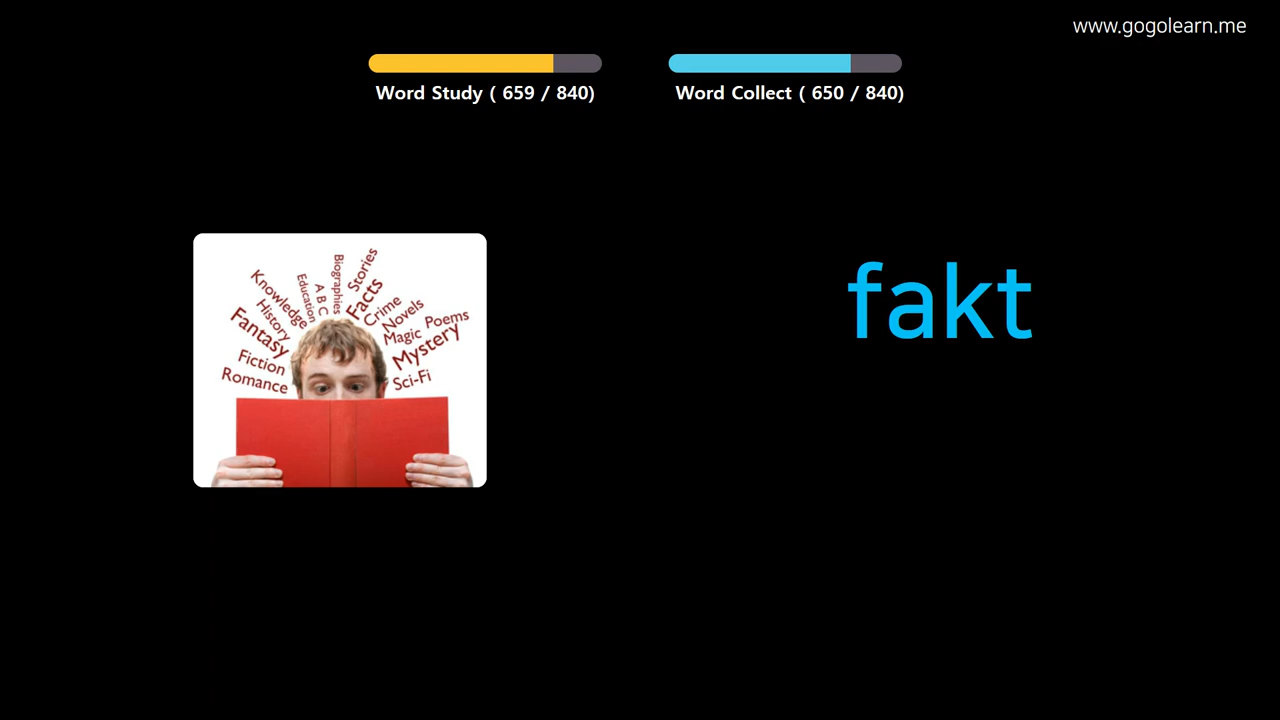 www.gogolearn.me
Word Study ( 659 / 840)
Word Collect ( 650 / 840)
fakt
Knowledge
History
Fantasy
Fiction
Romance
Education
A B C
Biographies
Stories
Facts
Crime
Novels
Magic
Poems
Mystery
Sci-Fi